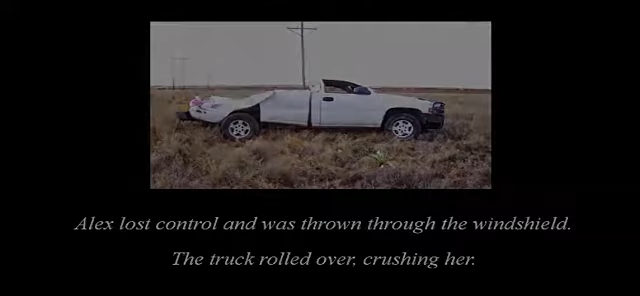 Alex lost control and was thrown through the windshield.
The truck rolled over, crushing her.